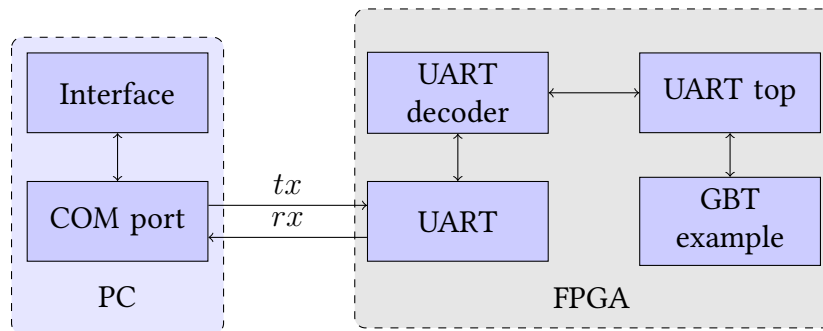 Interface
COM port
PC
tx
rx
UART
decoder
UART
UART top
GBT
example
FPGA